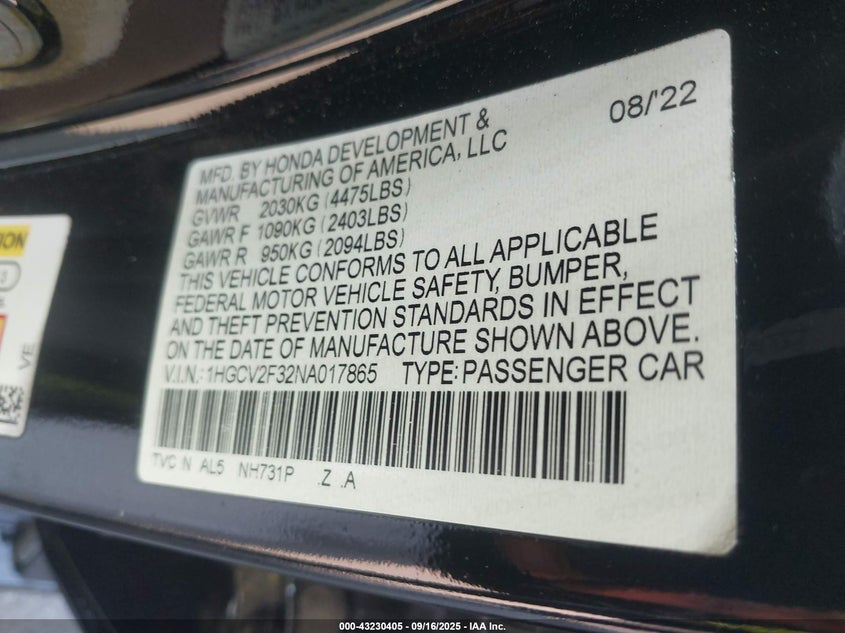 08/'22
MFD. BY HONDA DEVELOPMENT &
MANUFACTURING OF AMERICA, LLC
GVWR 2030KG (4475LBS)
GAWR F 1090KG (2403LBS)
GAWR R 950KG (2094LBS)
THIS VEHICLE CONFORMS TO ALL APPLICABLE
FEDERAL MOTOR VEHICLE SAFETY, BUMPER,
AND THEFT PREVENTION STANDARDS IN EFFECT
ON THE DATE OF MANUFACTURE SHOWN ABOVE.
V.I.N.: 1HGCV2F32NA017865 TYPE: PASSENGER CAR
TVC N AL5 NH731P .Z .A
ION
VE
000-43230405 - 09/16/2025 - IAA Inc.